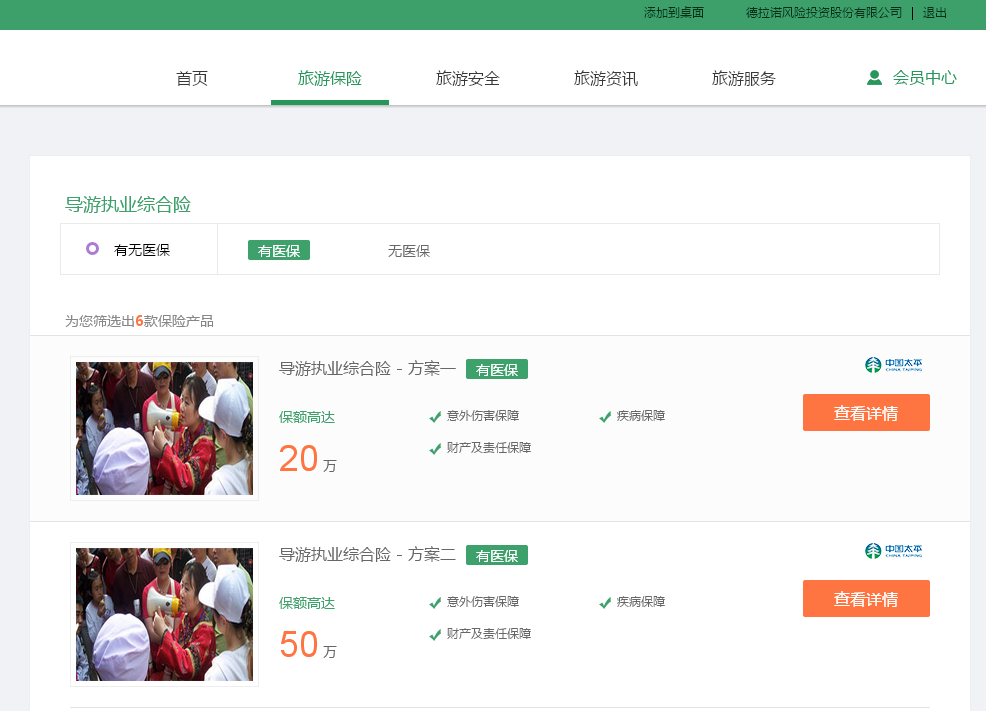 添加到桌面 德拉诺风险投资股份有限公司 | 退出
首页 旅游保险 旅游安全 旅游资讯 旅游服务 会员中心
导游执业综合险
有无医保 有医保 无医保
为您筛选出6款保险产品
导游执业综合险 - 方案一 有医保
中国太平
CHINA TAIPING
保额高达 意外伤害保障 疾病保障 查看详情
20 万 财产及责任保障
导游执业综合险 - 方案二 有医保
中国太平
CHINA TAIPING
保额高达 意外伤害保障 疾病保障 查看详情
50 万 财产及责任保障